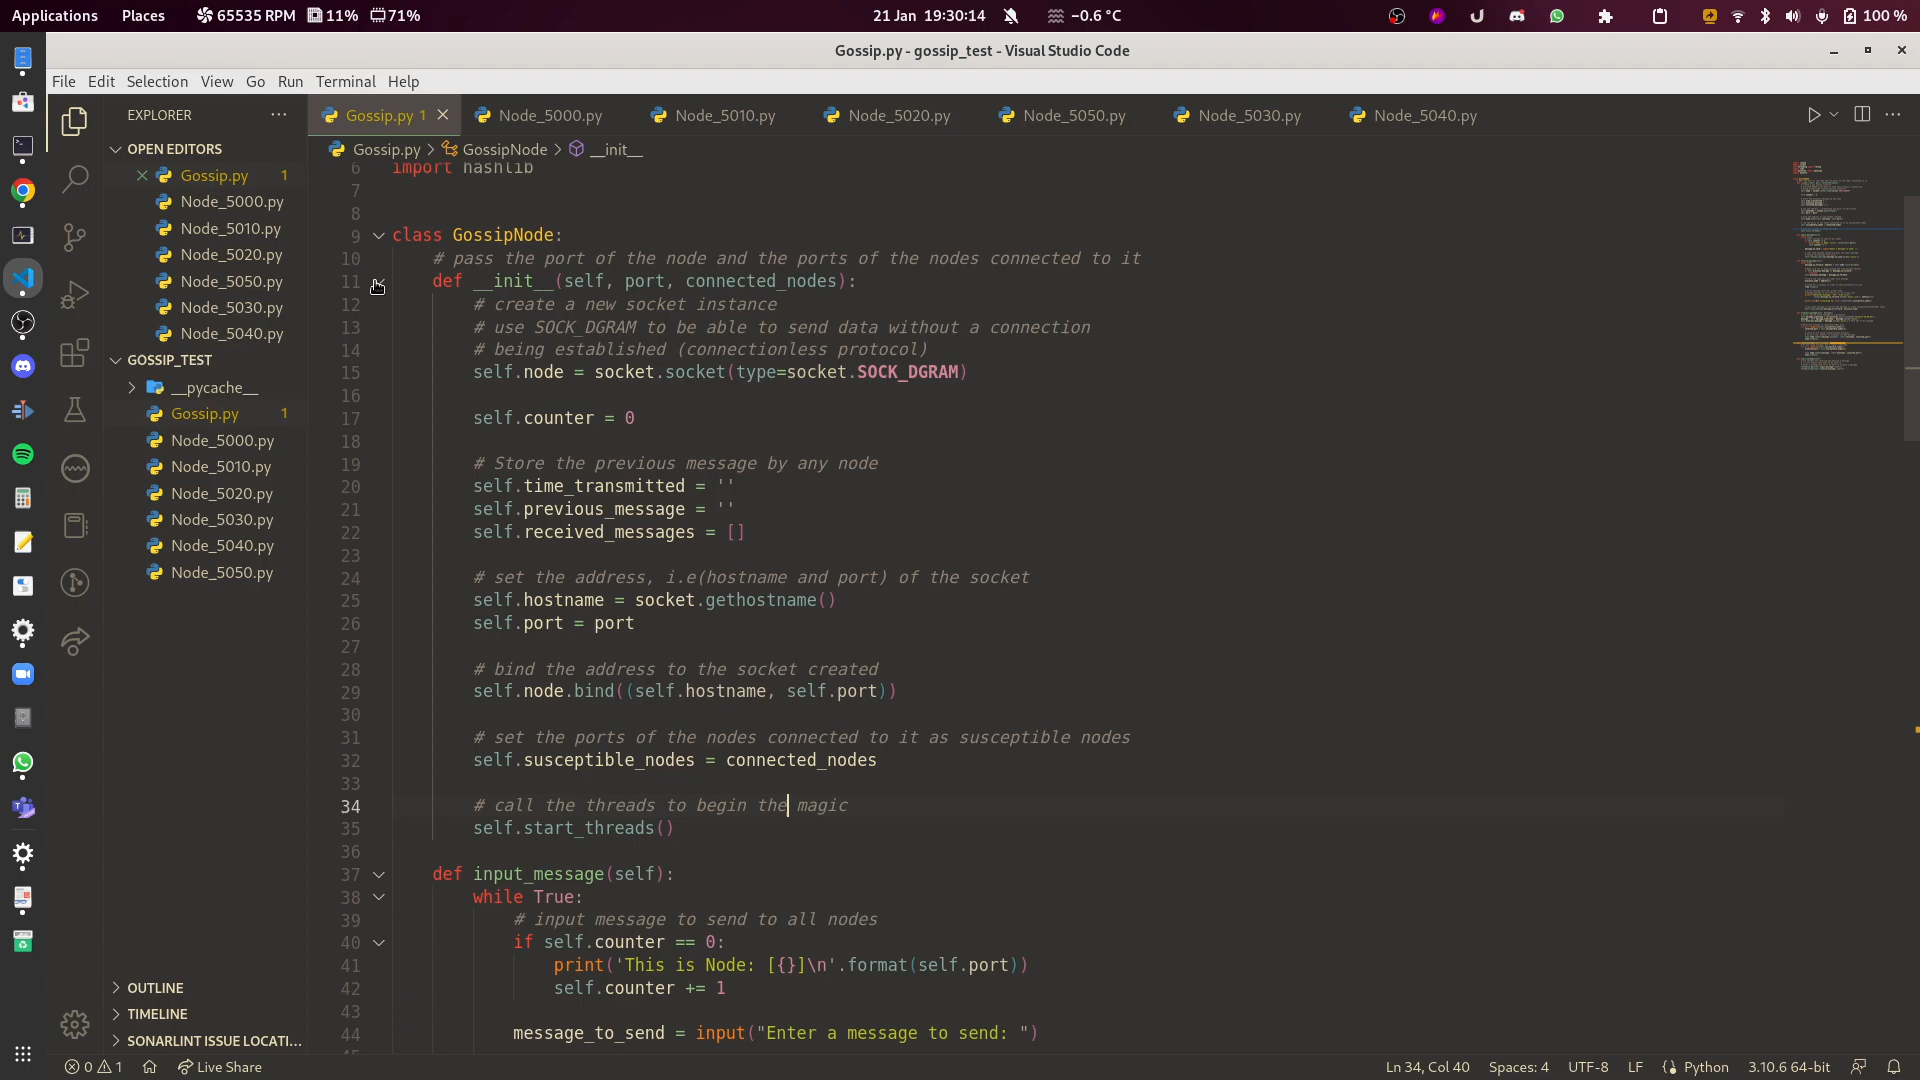 Applications Places 65535 RPM 11% 71% 21 Jan 19:30:14 −0.6 °C 100 %
Gossip.py - gossip_test - Visual Studio Code
File Edit Selection View Go Run Terminal Help
EXPLORER
OPEN EDITORS
Gossip.py 1
Node_5000.py
Node_5010.py
Node_5020.py
Node_5050.py
Node_5030.py
Node_5040.py
GOSSIP_TEST
__pycache__
Gossip.py 1
Node_5000.py
Node_5010.py
Node_5020.py
Node_5030.py
Node_5040.py
Node_5050.py
OUTLINE
TIMELINE
SONARLINT ISSUE LOCATI...
Gossip.py 1 Node_5000.py Node_5010.py Node_5020.py Node_5050.py Node_5030.py Node_5040.py
Gossip.py > GossipNode > __init__
6 import hashlib
7
8
9 class GossipNode:
10 # pass the port of the node and the ports of the nodes connected to it
11 def __init__(self, port, connected_nodes):
12 # create a new socket instance
13 # use SOCK_DGRAM to be able to send data without a connection
14 # being established (connectionless protocol)
15 self.node = socket.socket(type=socket.SOCK_DGRAM)
16
17 self.counter = 0
18
19 # Store the previous message by any node
20 self.time_transmitted = ''
21 self.previous_message = ''
22 self.received_messages = []
23
24 # set the address, i.e(hostname and port) of the socket
25 self.hostname = socket.gethostname()
26 self.port = port
27
28 # bind the address to the socket created
29 self.node.bind((self.hostname, self.port))
30
31 # set the ports of the nodes connected to it as susceptible nodes
32 self.susceptible_nodes = connected_nodes
33
34 # call the threads to begin the magic
35 self.start_threads()
36
37 def input_message(self):
38 while True:
39 # input message to send to all nodes
40 if self.counter == 0:
41 print('This is Node: [{}]\n'.format(self.port))
42 self.counter += 1
43
44 message_to_send = input("Enter a message to send: ")
0 1 Live Share Ln 34, Col 40 Spaces: 4 UTF-8 LF Python 3.10.6 64-bit